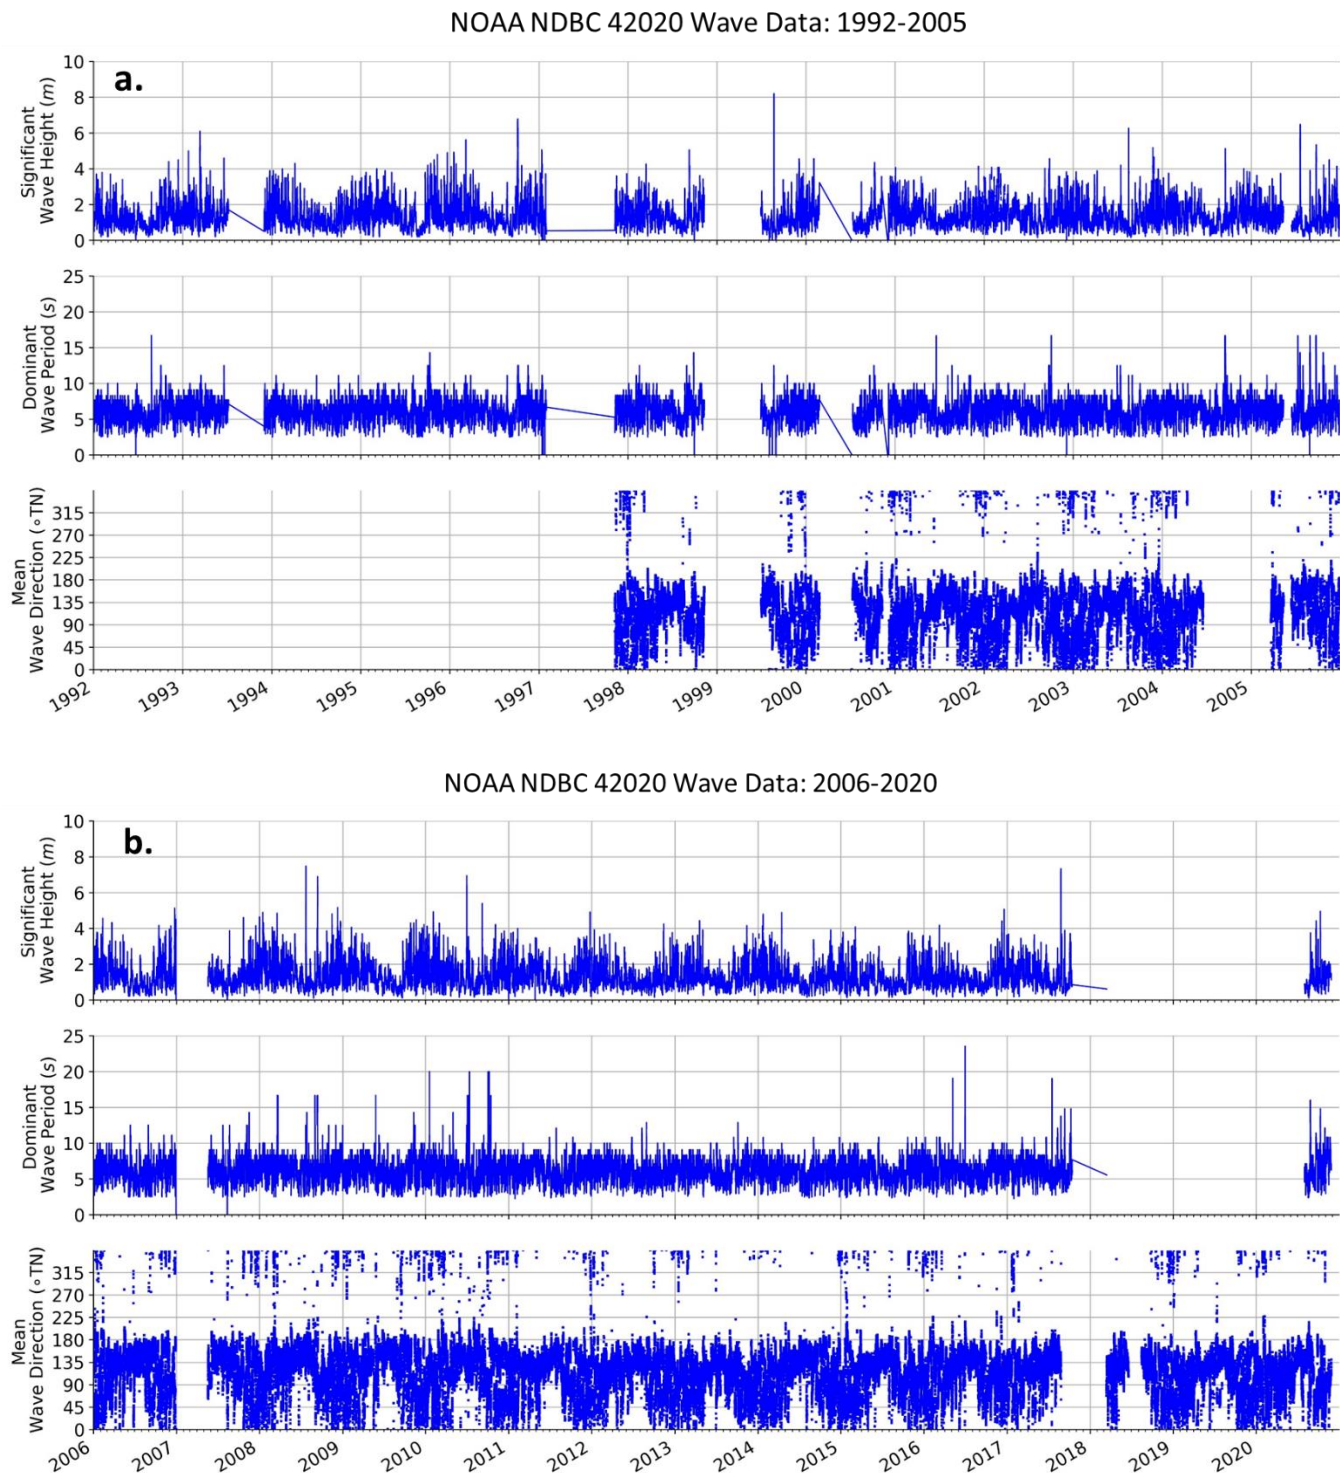 NOAA NDBC 42020 Wave Data: 1992-2005
a.
Significant
Wave Height (m)
10
8
6
4
2
0
Dominant
Wave Period (s)
25
20
15
10
5
0
Mean
Wave Direction (∘TN)
315
270
225
180
135
90
45
0
1992 1993 1994 1995 1996 1997 1998 1999 2000 2001 2002 2003 2004 2005
NOAA NDBC 42020 Wave Data: 2006-2020
b.
Significant
Wave Height (m)
10
8
6
4
2
0
Dominant
Wave Period (s)
25
20
15
10
5
0
Mean
Wave Direction (∘TN)
315
270
225
180
135
90
45
0
2006 2007 2008 2009 2010 2011 2012 2013 2014 2015 2016 2017 2018 2019 2020